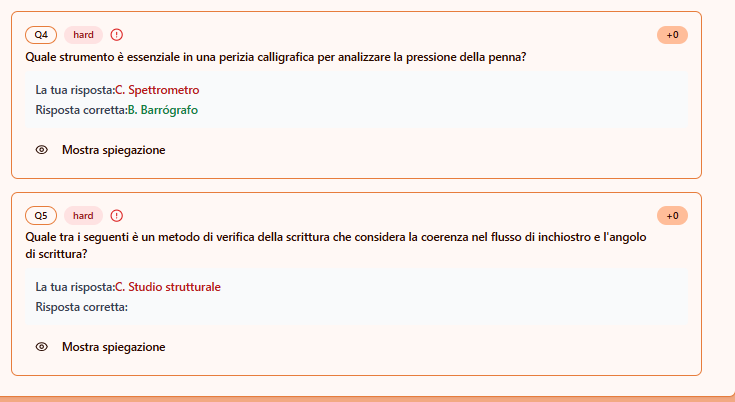 Q4 hard +0
Quale strumento è essenziale in una perizia calligrafica per analizzare la pressione della penna?
La tua risposta:C. Spettrometro
Risposta corretta:B. Barrógrafo
Mostra spiegazione
Q5 hard +0
Quale tra i seguenti è un metodo di verifica della scrittura che considera la coerenza nel flusso di inchiostro e l'angolo
di scrittura?
La tua risposta:C. Studio strutturale
Risposta corretta:
Mostra spiegazione